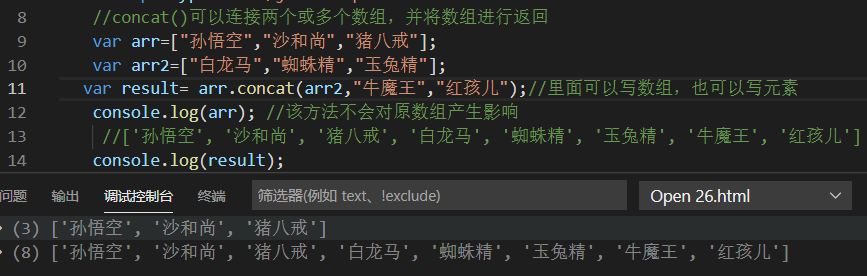 8 //concat()可以连接两个或多个数组，并将数组进行返回
9 var arr=["孙悟空","沙和尚","猪八戒"];
10 var arr2=["白龙马","蜘蛛精","玉兔精"];
11 var result= arr.concat(arr2,"牛魔王","红孩儿");//里面可以写数组，也可以写元素
12 console.log(arr); //该方法不会对原数组产生影响
13 //['孙悟空', '沙和尚', '猪八戒', '白龙马', '蜘蛛精', '玉兔精', '牛魔王', '红孩儿']
14 console.log(result);
问题 输出 调试控制台 终端 筛选器(例如 text、!exclude) Open 26.html
(3) ['孙悟空', '沙和尚', '猪八戒']
(8) ['孙悟空', '沙和尚', '猪八戒', '白龙马', '蜘蛛精', '玉兔精', '牛魔王', '红孩儿']